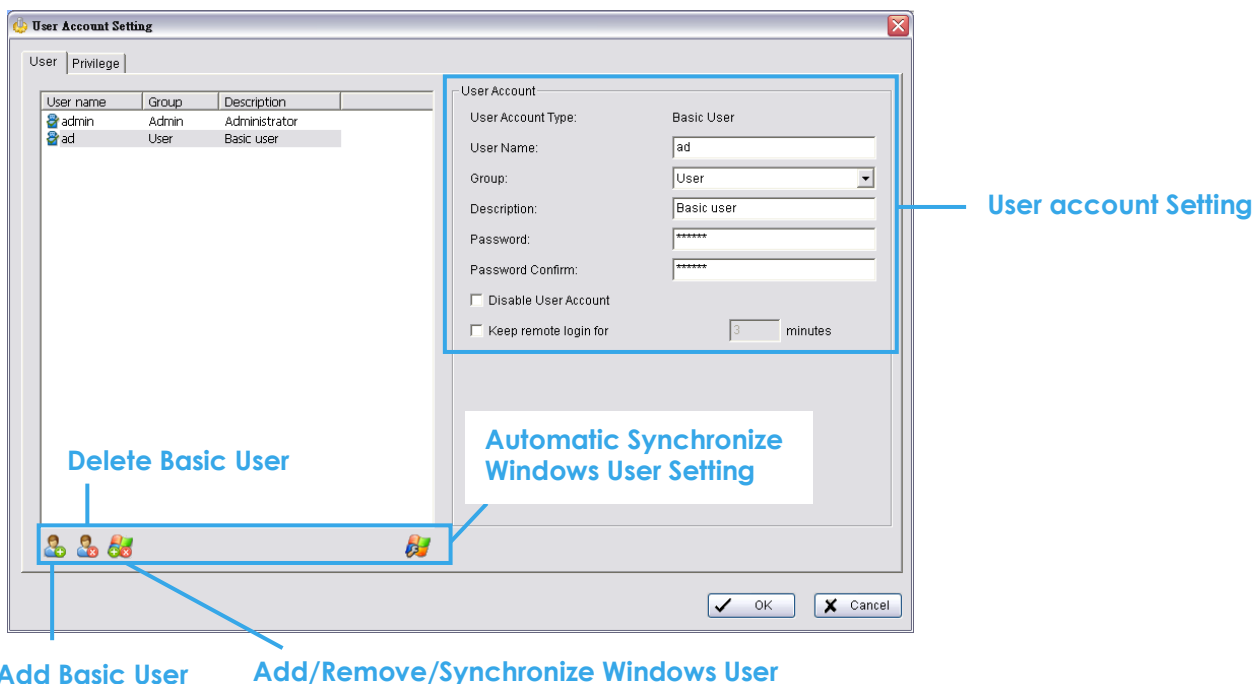 User Account Setting
User Privilege
User name Group Description
admin Admin Administrator
ad User Basic user
User Account
User Account Type: Basic User
User Name: ad
Group: User
Description: Basic user
Password: ******
Password Confirm: ******
Disable User Account
Keep remote login for 3 minutes
User account Setting
Automatic Synchronize
Windows User Setting
Delete Basic User
OK Cancel
Add Basic User
Add/Remove/Synchronize Windows User